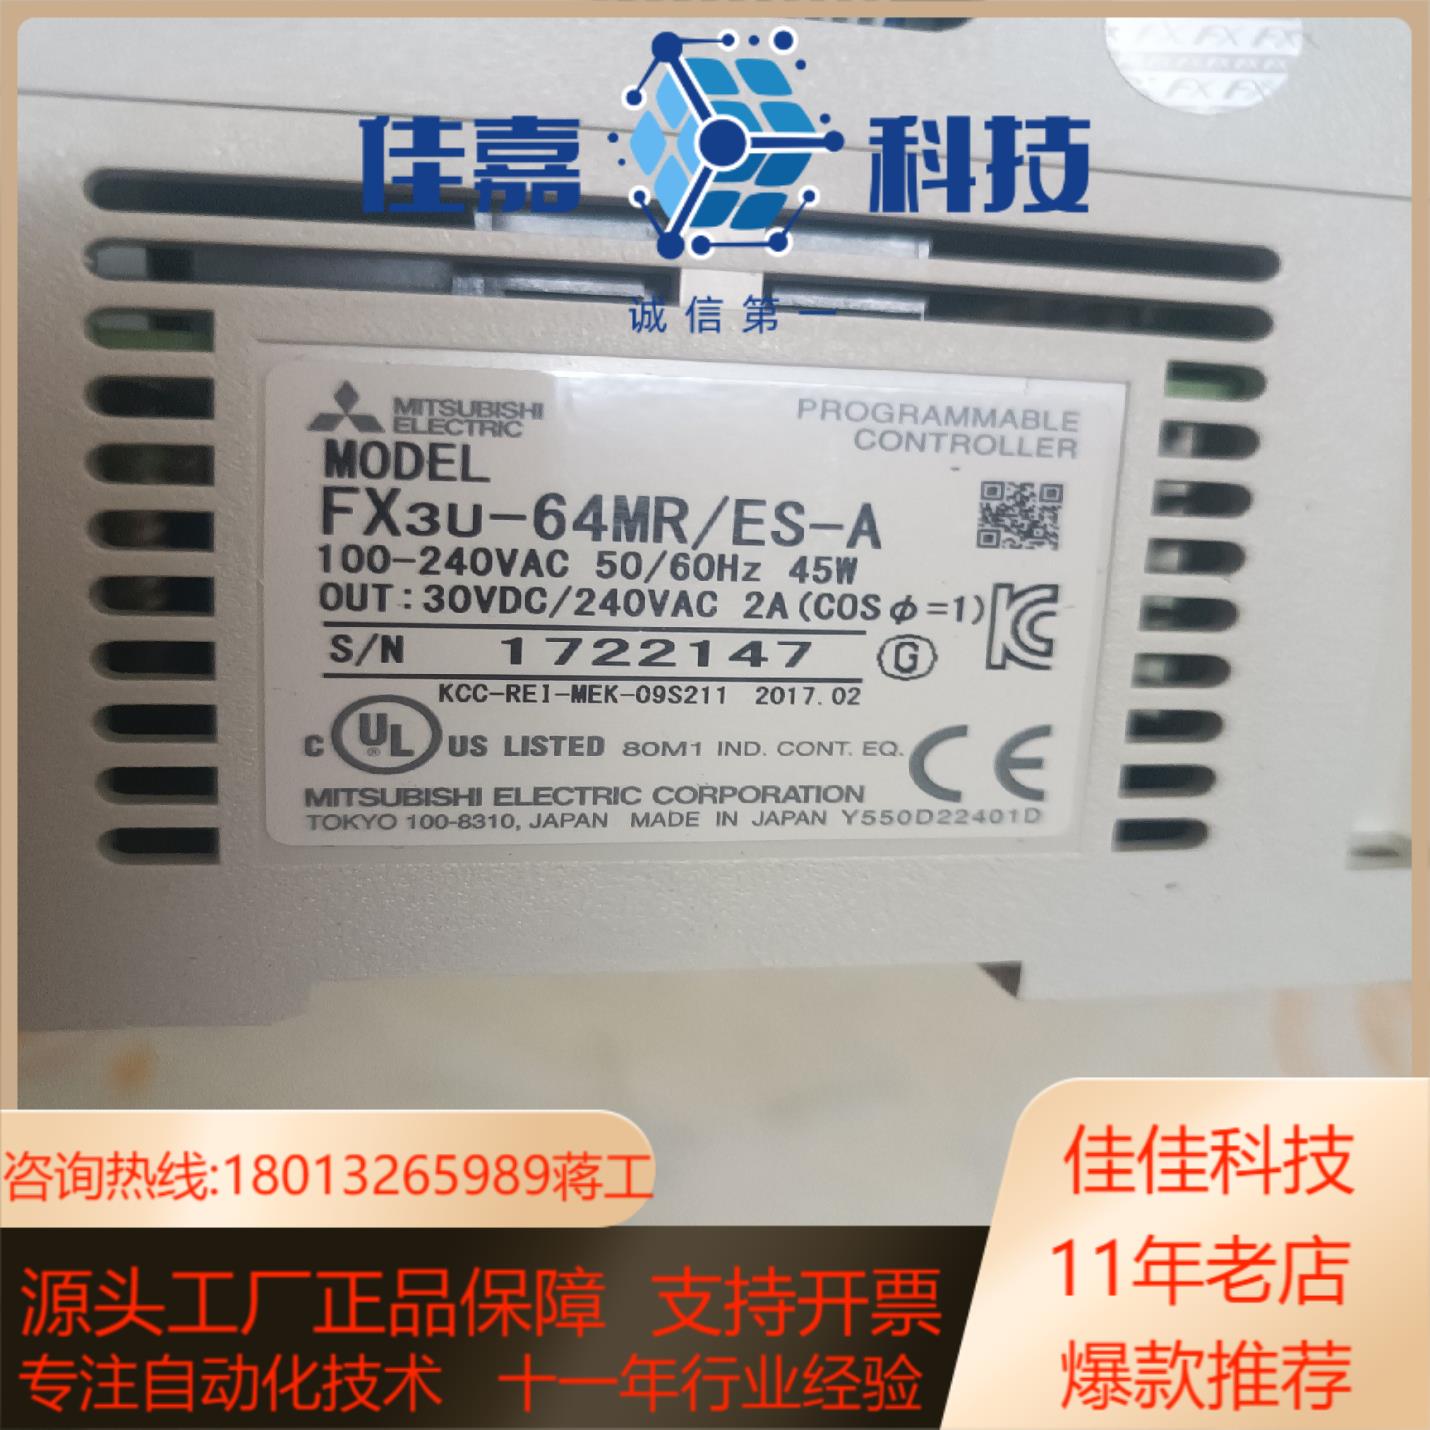 佳嘉 科技
诚信第一
MITSUBISHI
ELECTRIC
PROGRAMMABLE
CONTROLLER
MODEL
FX3U-64MR/ES-A
100-240VAC 50/60Hz 45W
OUT:30VDC/240VAC 2A(COSφ=1)
S/N 1722147
KCC-REI-MEK-09S211 2017.02
C UL US LISTED 80M1 IND. CONT. EQ.
CE
MITSUBISHI ELECTRIC CORPORATION
TOKYO 100-8310, JAPAN MADE IN JAPAN Y550D22401D
咨询热线:18013265989蒋工
源头工厂正品保障 支持开票
专注自动化技术 十一年行业经验
佳佳科技
11年老店
爆款推荐